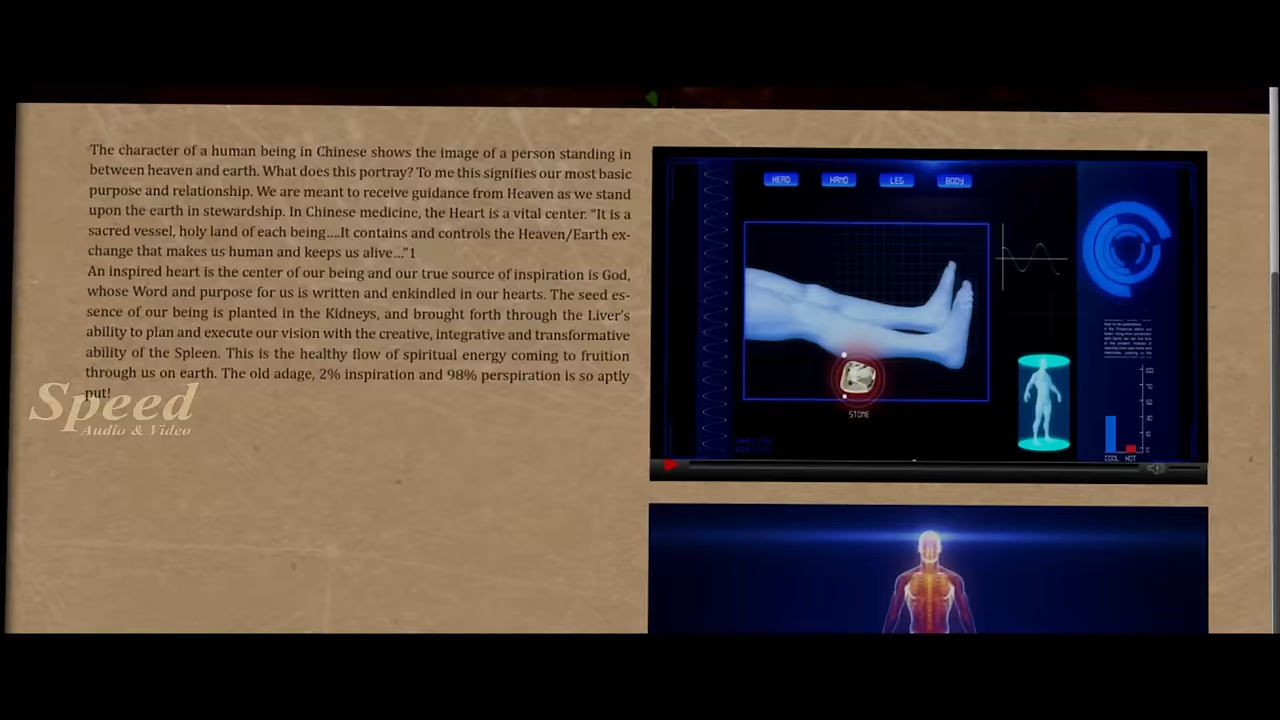 The character of a human being in Chinese shows the image of a person standing in
between heaven and earth. What does this portray? To me this signifies our most basic
purpose and relationship. We are meant to receive guidance from Heaven as we stand
upon the earth in stewardship. In Chinese medicine, the Heart is a vital center. “It is a
sacred vessel, holy land of each being....It contains and controls the Heaven/Earth ex-
change that makes us human and keeps us alive...”1
An inspired heart is the center of our being and our true source of inspiration is God,
whose Word and purpose for us is written and enkindled in our hearts. The seed es-
sence of our being is planted in the Kidneys, and brought forth through the Liver’s
ability to plan and execute our vision with the creative, integrative and transformative
ability of the Spleen. This is the healthy flow of spiritual energy coming to fruition
through us on earth. The old adage, 2% inspiration and 98% perspiration is so aptly
put!
Speed
Audio & Video
HEAD HAND LEG BODY
STONE
COOL HOT